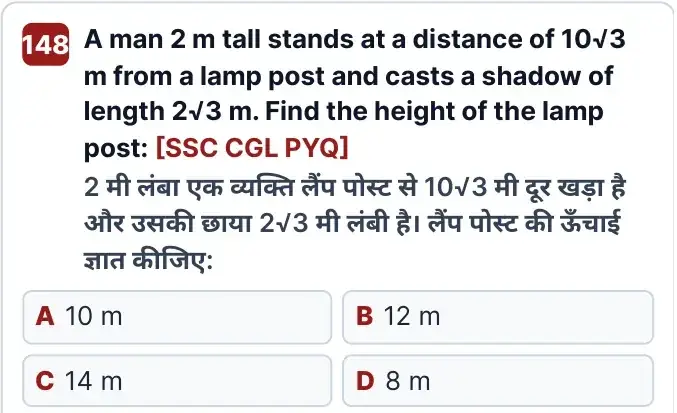 148 A man 2 m tall stands at a distance of 10√3
m from a lamp post and casts a shadow of
length 2√3 m. Find the height of the lamp
post: [SSC CGL PYQ]
2 मी लंबा एक व्यक्ति लैंप पोस्ट से 10√3 मी दूर खड़ा है
और उसकी छाया 2√3 मी लंबी है। लैंप पोस्ट की ऊँचाई
ज्ञात कीजिए:
A 10 m B 12 m
C 14 m D 8 m